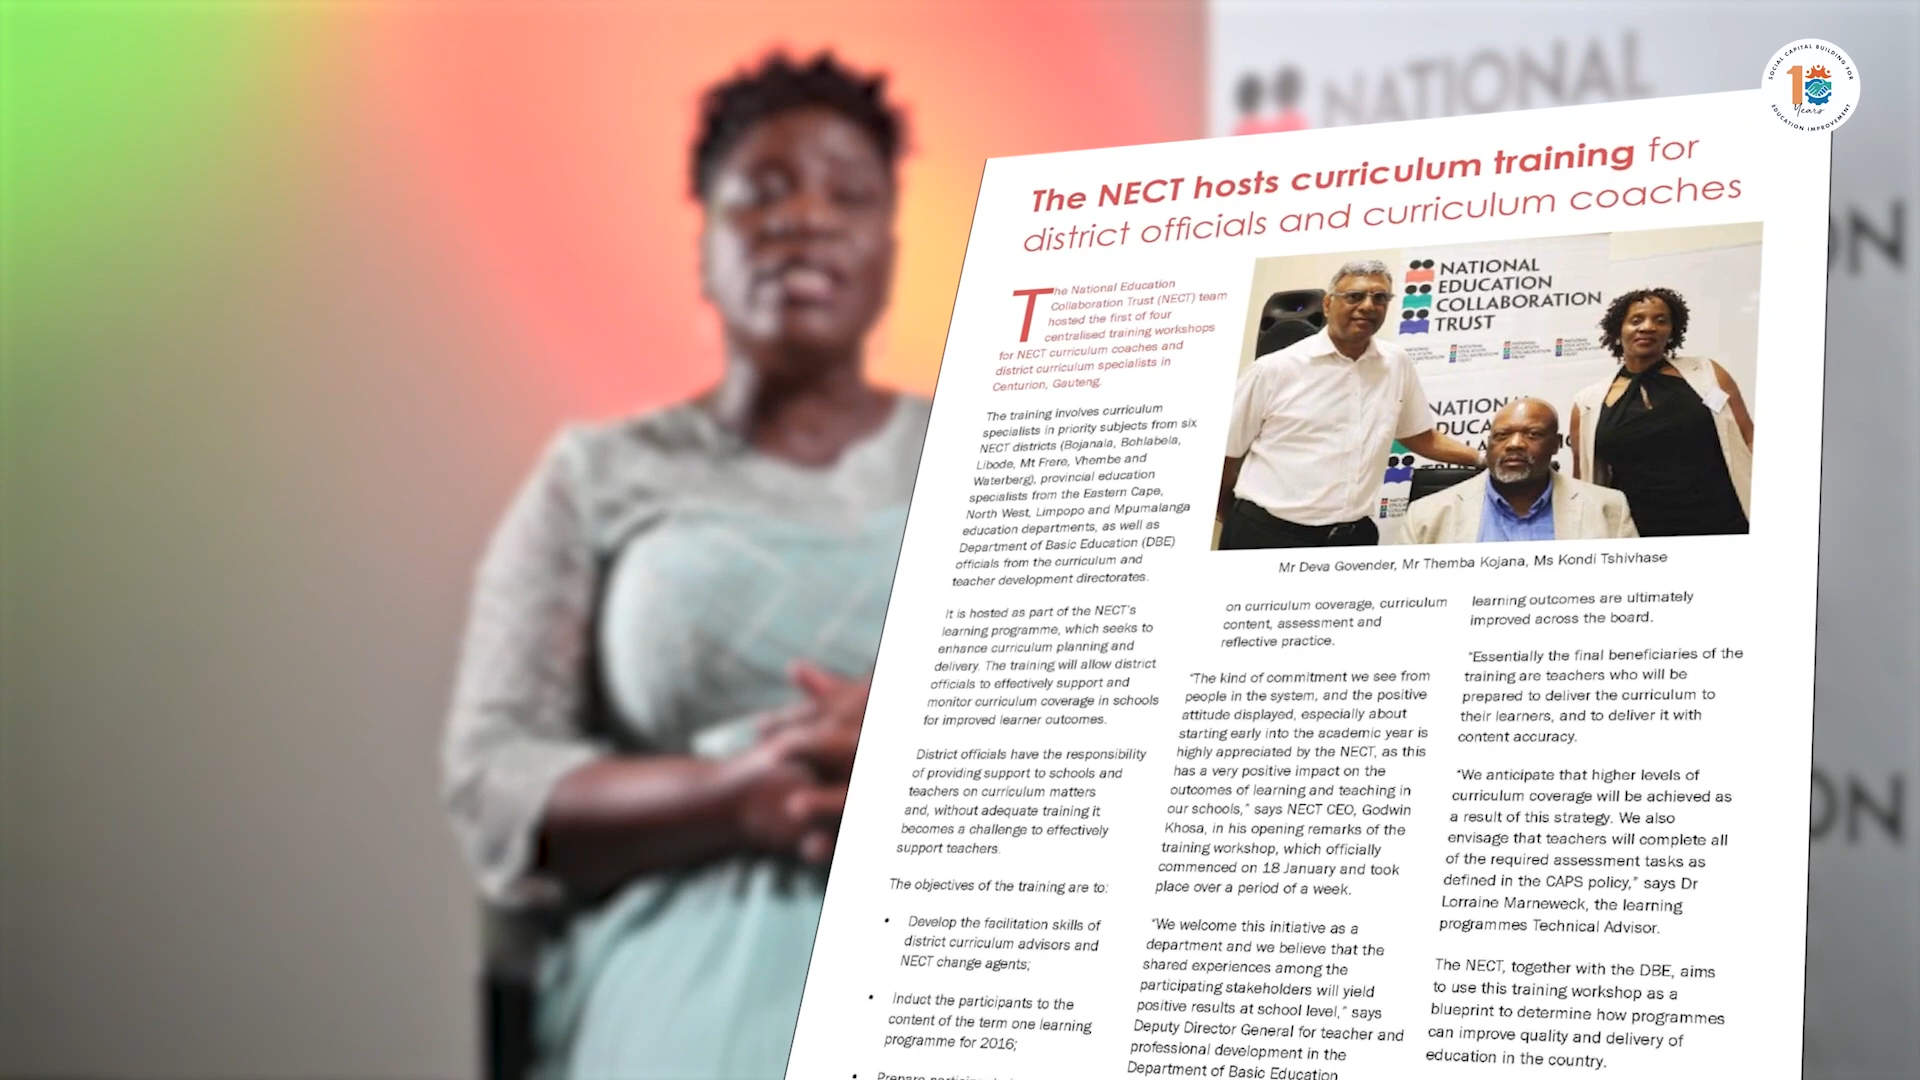 SOCIAL CAPITAL BUILDING FOR
10
Years
EDUCATION IMPROVEMENT
NATIONAL
The NECT hosts curriculum training for
district officials and curriculum coaches
The National Education
Collaboration Trust (NECT) team
hosted the first of four
centralised training workshops
for NECT curriculum coaches and
district curriculum specialists in
Centurion, Gauteng.
The training involves curriculum
specialists in priority subjects from six
NECT districts (Bojanala, Bohlabela,
Libode, Mt Frere, Vhembe and
Waterberg), provincial education
specialists from the Eastern Cape,
North West, Limpopo and Mpumalanga
education departments, as well as
Department of Basic Education (DBE)
officials from the curriculum and
teacher development directorates.
It is hosted as part of the NECT's
learning programme, which seeks to
enhance curriculum planning and
delivery. The training will allow district
officials to effectively support and
monitor curriculum coverage in schools
for improved learner outcomes.
District officials have the responsibility
of providing support to schools and
teachers on curriculum matters
and, without adequate training it
becomes a challenge to effectively
support teachers.
The objectives of the training are to:
• Develop the facilitation skills of
district curriculum advisors and
NECT change agents;
• Induct the participants to the
content of the term one learning
programme for 2016;
• Prepare
NATIONAL
EDUCATION
COLLABORATION
TRUST
Mr Deva Govender, Mr Themba Kojana, Ms Kondi Tshivhase
on curriculum coverage, curriculum
content, assessment and
reflective practice.
"The kind of commitment we see from
people in the system, and the positive
attitude displayed, especially about
starting early into the academic year is
highly appreciated by the NECT, as this
has a very positive impact on the
outcomes of learning and teaching in
our schools," says NECT CEO, Godwin
Khosa, in his opening remarks of the
training workshop, which officially
commenced on 18 January and took
place over a period of a week.
"We welcome this initiative as a
department and we believe that the
shared experiences among the
participating stakeholders will yield
positive results at school level," says
Deputy Director General for teacher and
professional development in the
Department of Basic Education
learning outcomes are ultimately
improved across the board.
"Essentially the final beneficiaries of the
training are teachers who will be
prepared to deliver the curriculum to
their learners, and to deliver it with
content accuracy.
"We anticipate that higher levels of
curriculum coverage will be achieved as
a result of this strategy. We also
envisage that teachers will complete all
of the required assessment tasks as
defined in the CAPS policy," says Dr
Lorraine Marneweck, the learning
programmes Technical Advisor.
The NECT, together with the DBE, aims
to use this training workshop as a
blueprint to determine how programmes
can improve quality and delivery of
education in the country.